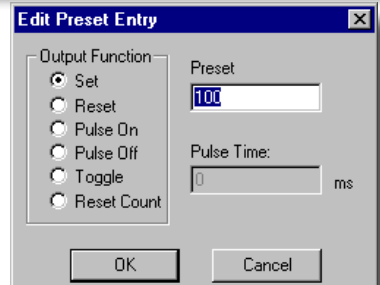 Edit Preset Entry
Output Function
Set
Reset
Pulse On
Pulse Off
Toggle
Reset Count
Preset
100
Pulse Time:
0 ms
OK
Cancel